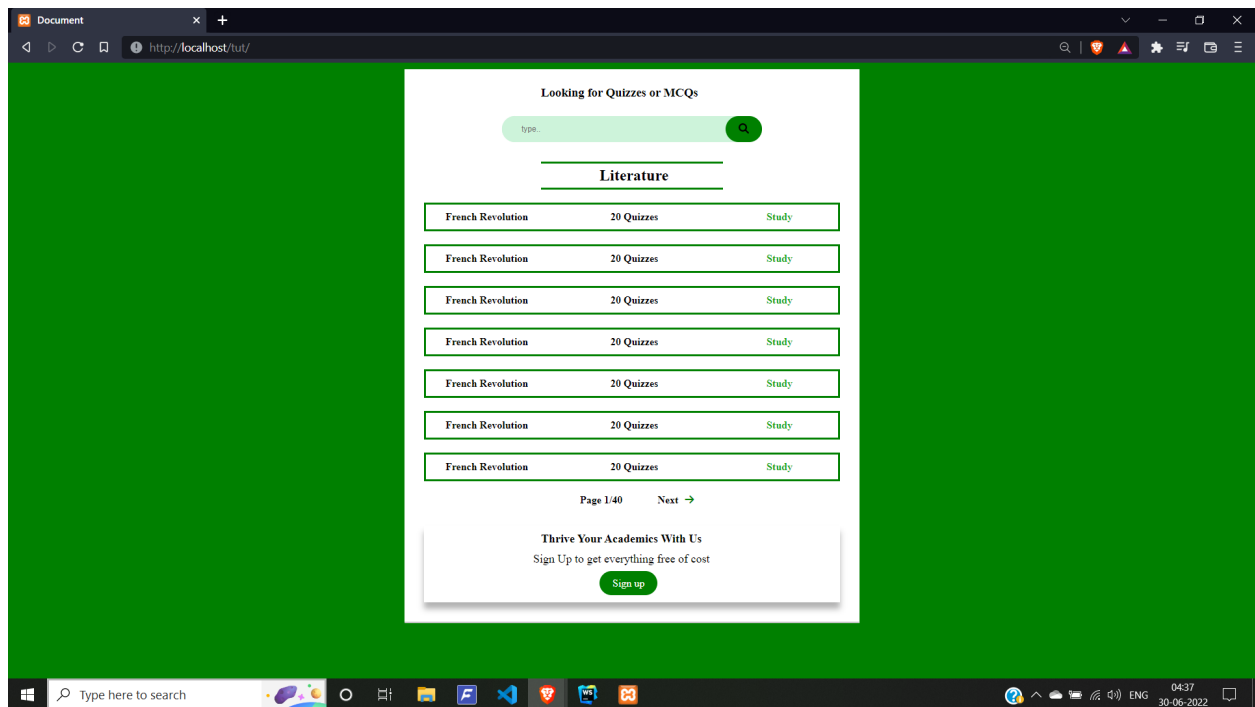 Document
http://localhost/tut/
Looking for Quizzes or MCQs
type..
Literature
French Revolution 20 Quizzes Study
French Revolution 20 Quizzes Study
French Revolution 20 Quizzes Study
French Revolution 20 Quizzes Study
French Revolution 20 Quizzes Study
French Revolution 20 Quizzes Study
French Revolution 20 Quizzes Study
Page 1/40 Next →
Thrive Your Academics With Us
Sign Up to get everything free of cost
Sign up
Type here to search
F
WS
ENG
04:37
30-06-2022